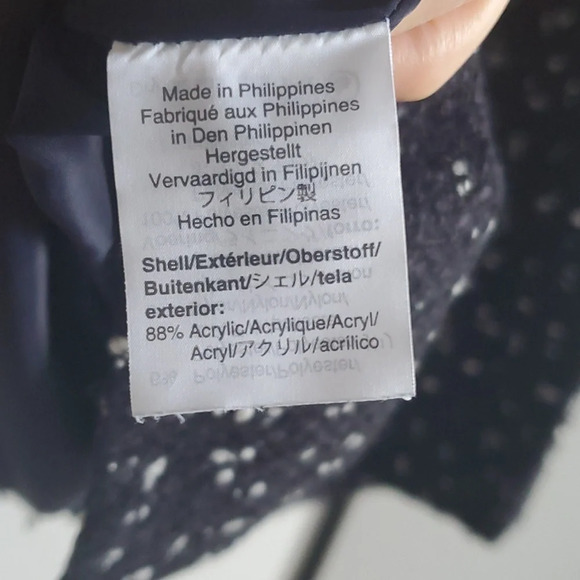 Made in Philippines
Fabriqué aux Philippines
in Den Philippinen
Hergestellt
Vervaardigd in Filipijnen
フィリピン製
Hecho en Filipinas
Shell/Extérieur/Oberstoff/
Buitenkant/シェル/tela
exterior:
88% Acrylic/Acrylique/Acryl/
Acryl/アクリル/acrílico